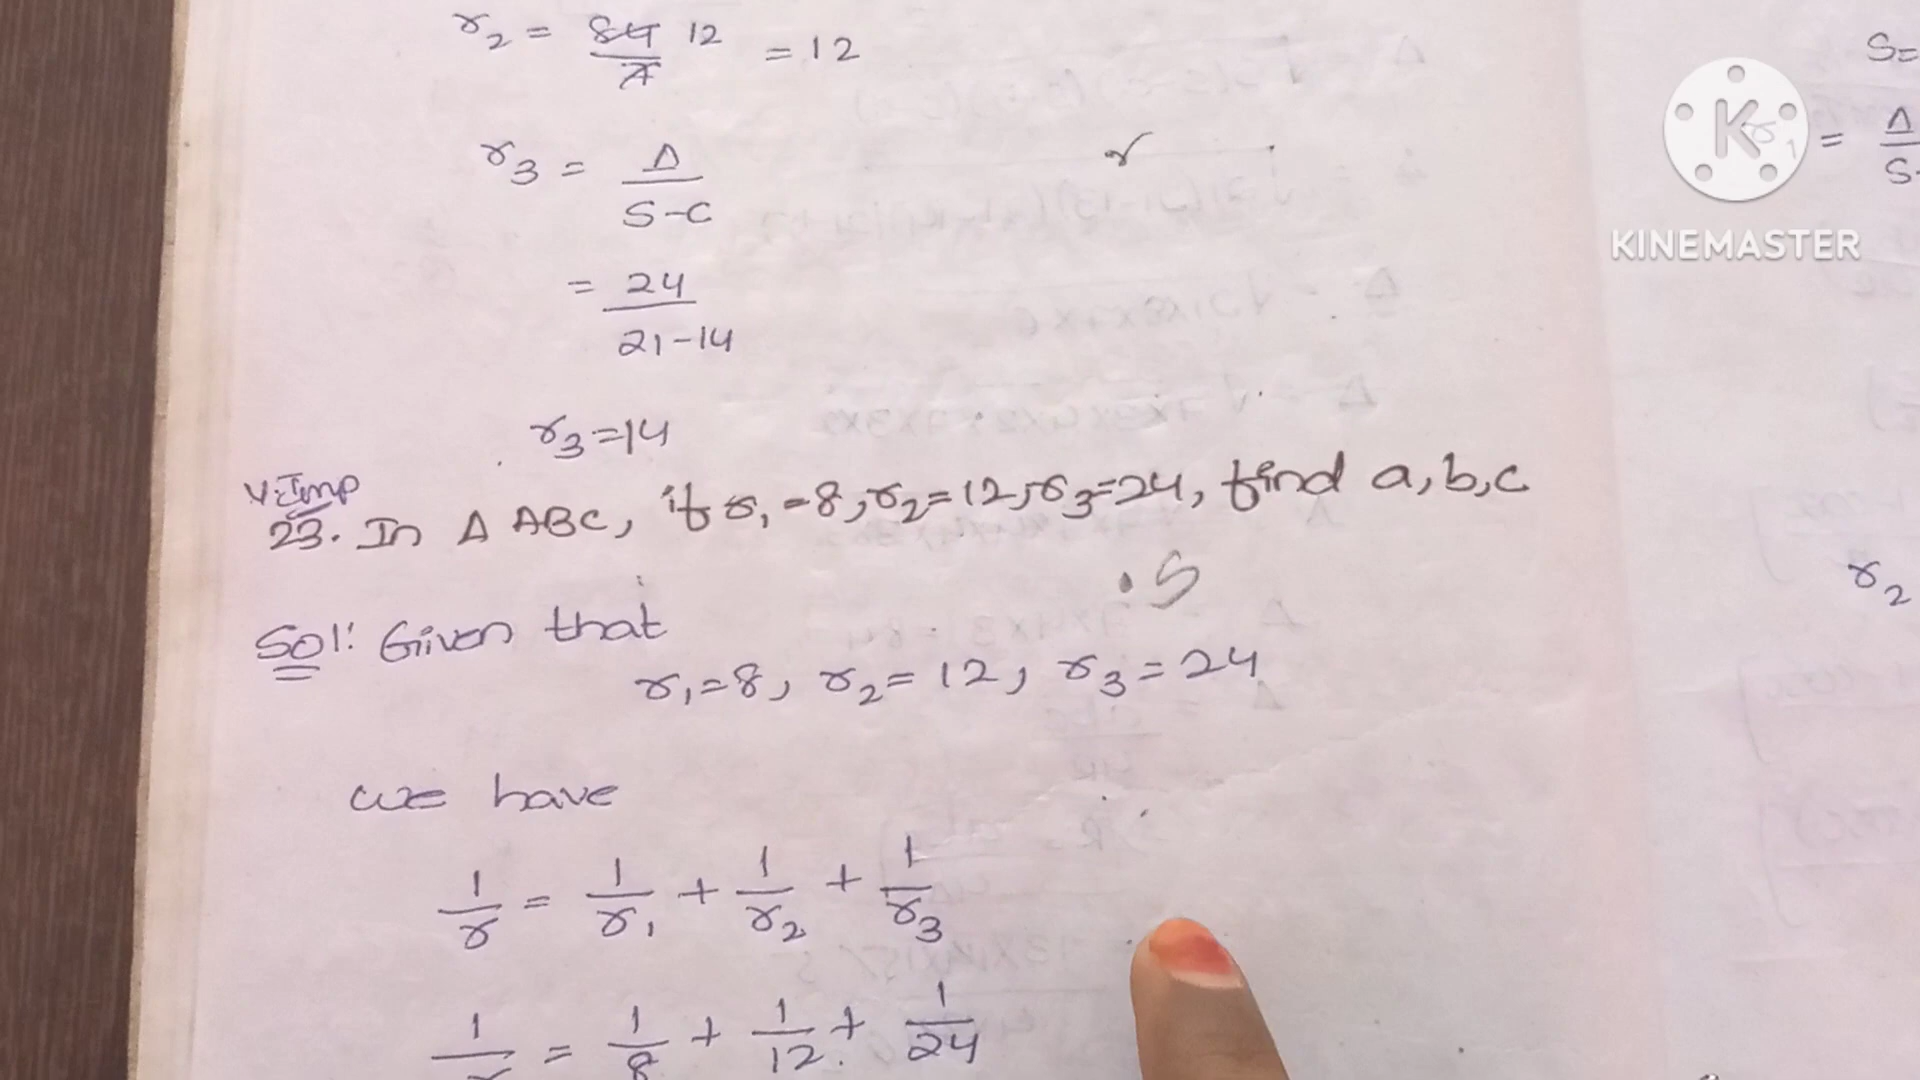 r₂ = 84/7 12 = 12
r₃ = Δ/S-C
= 24/21-14
r₃ = 14
V.Imp
23. In Δ ABC, if r₁ = 8, r₂ = 12, r₃ = 24, find a, b, c
. S
Sol: Given that
r₁ = 8, r₂ = 12, r₃ = 24
we have
1/r = 1/r₁ + 1/r₂ + 1/r₃
1/r = 1/8 + 1/12 + 1/24
r
S=
= Δ/S-
r₂
KINEMASTER